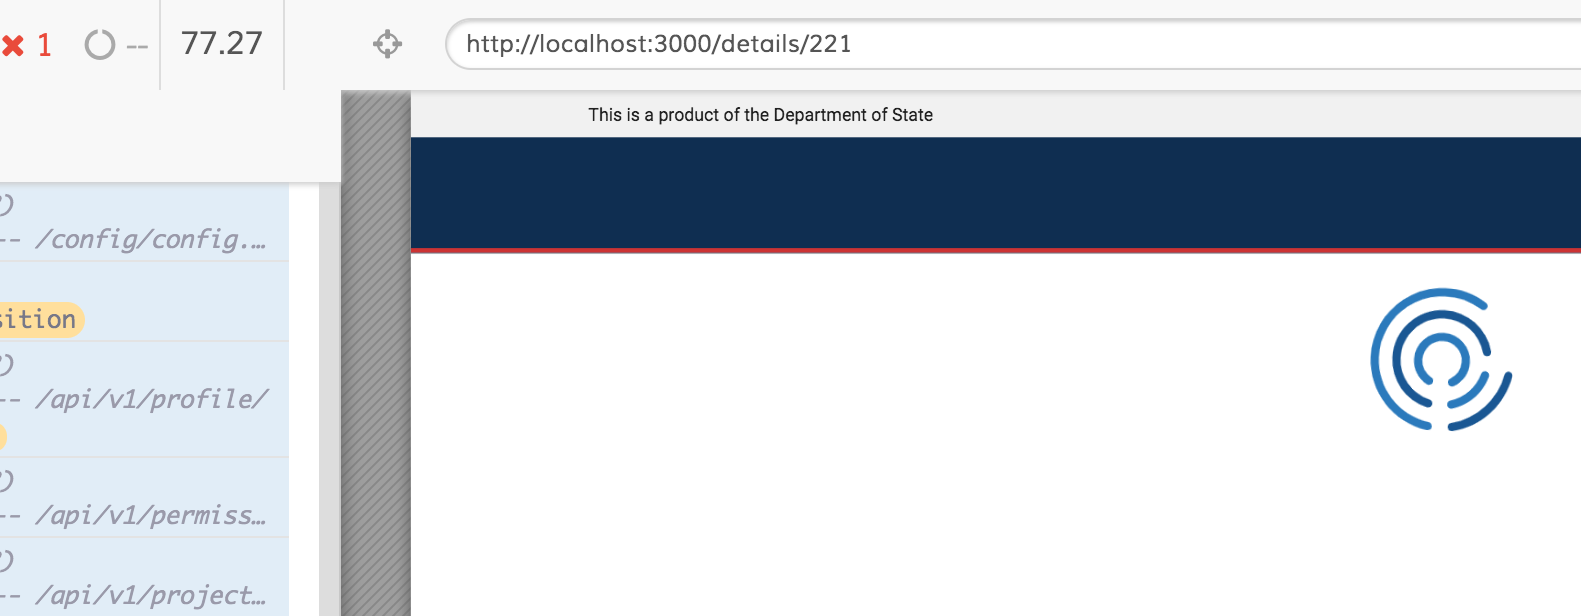 1 -- 77.27
http://localhost:3000/details/221
This is a product of the Department of State
-- /config/config.…
sition
-- /api/v1/profile/
-- /api/v1/permiss…
-- /api/v1/project…